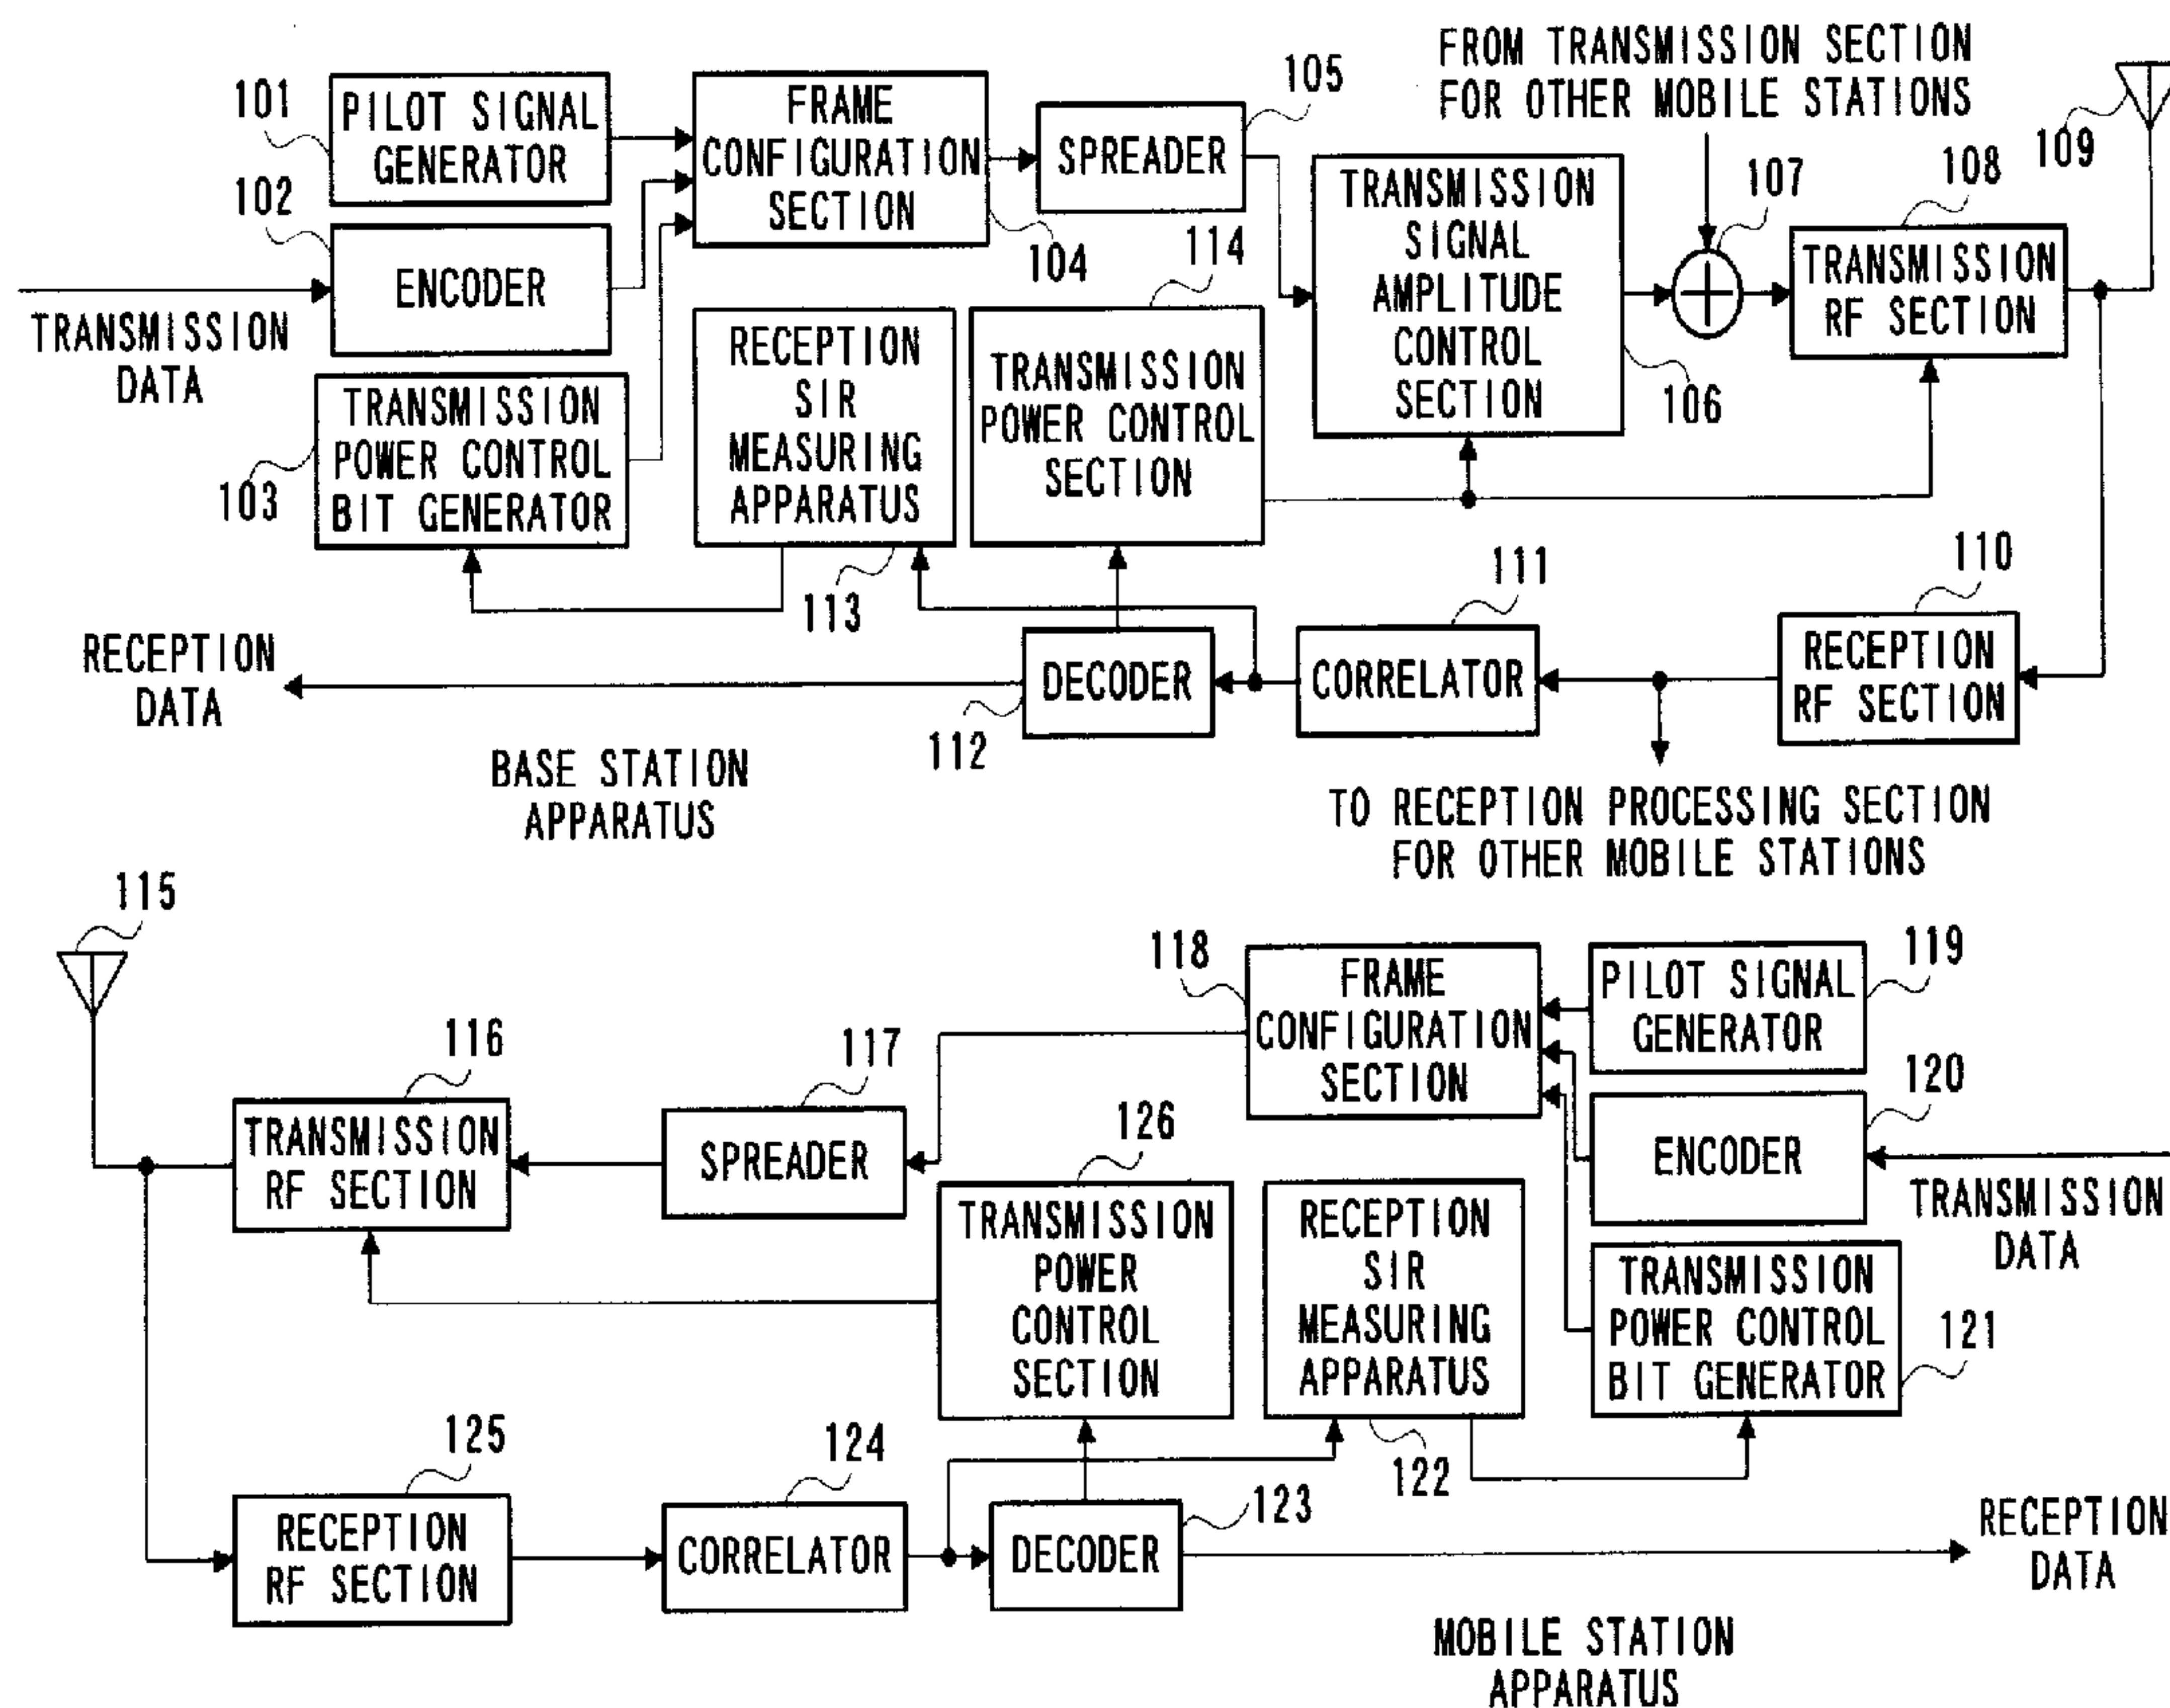 FROM TRANSMISSION SECTION
FOR OTHER MOBILE STATIONS
101
PILOT SIGNAL
GENERATOR
FRAME
CONFIGURATION
SECTION
104
105
SPREADER
102
ENCODER
TRANSMISSION
DATA
103
TRANSMISSION
POWER CONTROL
BIT GENERATOR
RECEPTION
SIR
MEASURING
APPARATUS
113
114
TRANSMISSION
POWER CONTROL
SECTION
TRANSMISSION
SIGNAL
AMPLITUDE
CONTROL
SECTION
106
107
108
TRANSMISSION
RF SECTION
109
110
RECEPTION
RF SECTION
111
CORRELATOR
DECODER
112
RECEPTION
DATA
BASE STATION
APPARATUS
TO RECEPTION PROCESSING SECTION
FOR OTHER MOBILE STATIONS
115
116
TRANSMISSION
RF SECTION
117
SPREADER
118
FRAME
CONFIGURATION
SECTION
119
PILOT SIGNAL
GENERATOR
120
ENCODER
TRANSMISSION
DATA
126
TRANSMISSION
POWER
CONTROL
SECTION
RECEPTION
SIR
MEASURING
APPARATUS
122
TRANSMISSION
POWER CONTROL
BIT GENERATOR
121
125
RECEPTION
RF SECTION
124
CORRELATOR
123
DECODER
RECEPTION
DATA
MOBILE STATION
APPARATUS